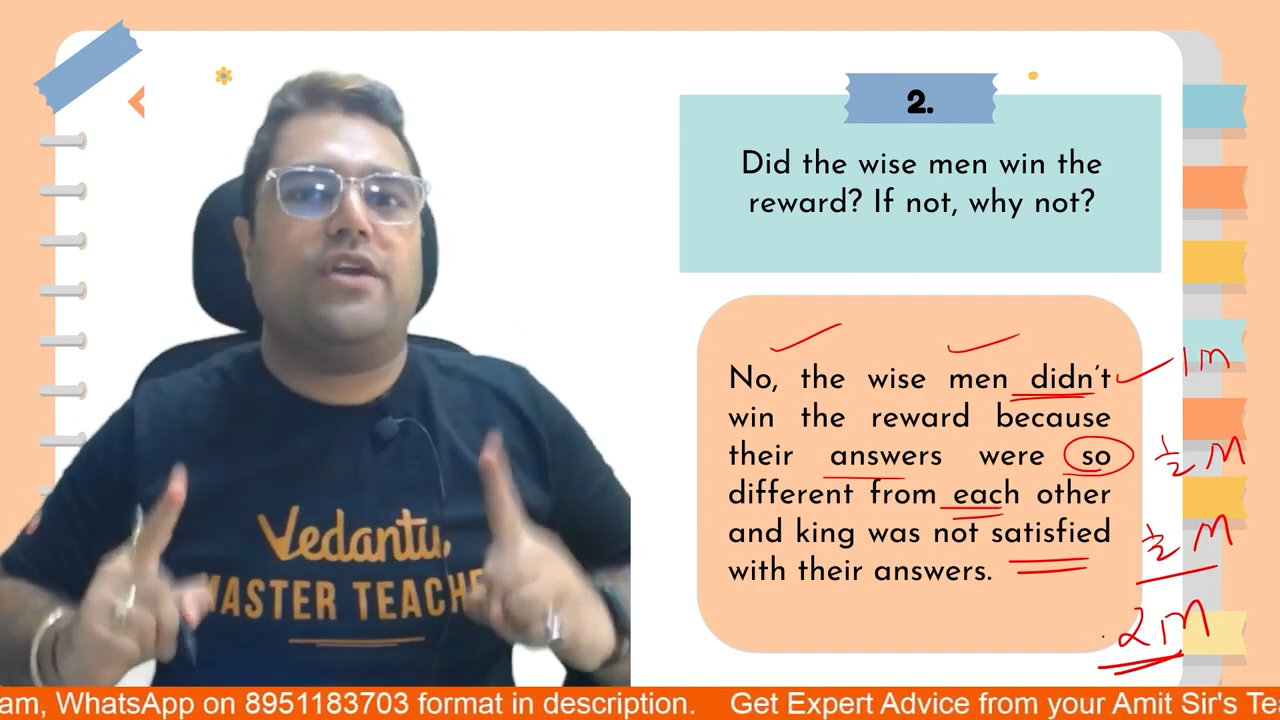 2.
Did the wise men win the
reward? If not, why not?
No, the wise men didn't
win the reward because
their answers were so
different from each other
and king was not satisfied
with their answers.
1 M
½ M
½ M
2 M
Vedantu
MASTER TEACHE
am, WhatsApp on 8951183703 format in description. Get Expert Advice from your Amit Sir's Te